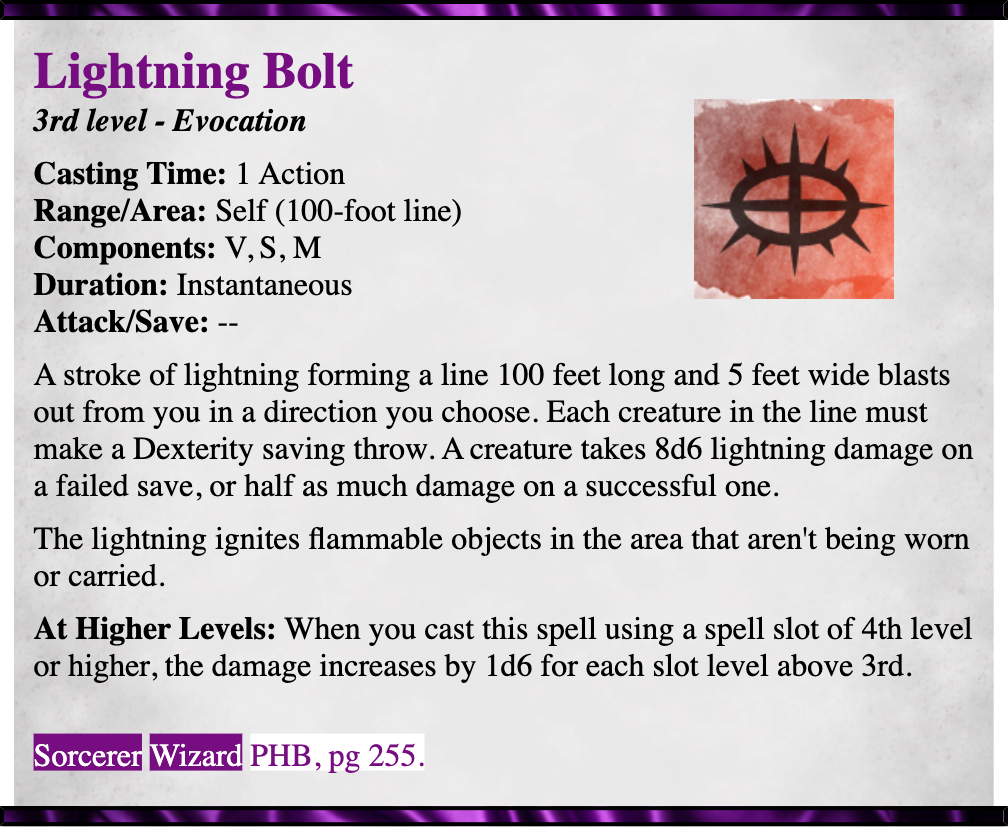 Lightning Bolt
3rd level - Evocation
Casting Time: 1 Action
Range/Area: Self (100-foot line)
Components: V, S, M
Duration: Instantaneous
Attack/Save: --
A stroke of lightning forming a line 100 feet long and 5 feet wide blasts
out from you in a direction you choose. Each creature in the line must
make a Dexterity saving throw. A creature takes 8d6 lightning damage on
a failed save, or half as much damage on a successful one.
The lightning ignites flammable objects in the area that aren't being worn
or carried.
At Higher Levels: When you cast this spell using a spell slot of 4th level
or higher, the damage increases by 1d6 for each slot level above 3rd.
Sorcerer Wizard PHB, pg 255.